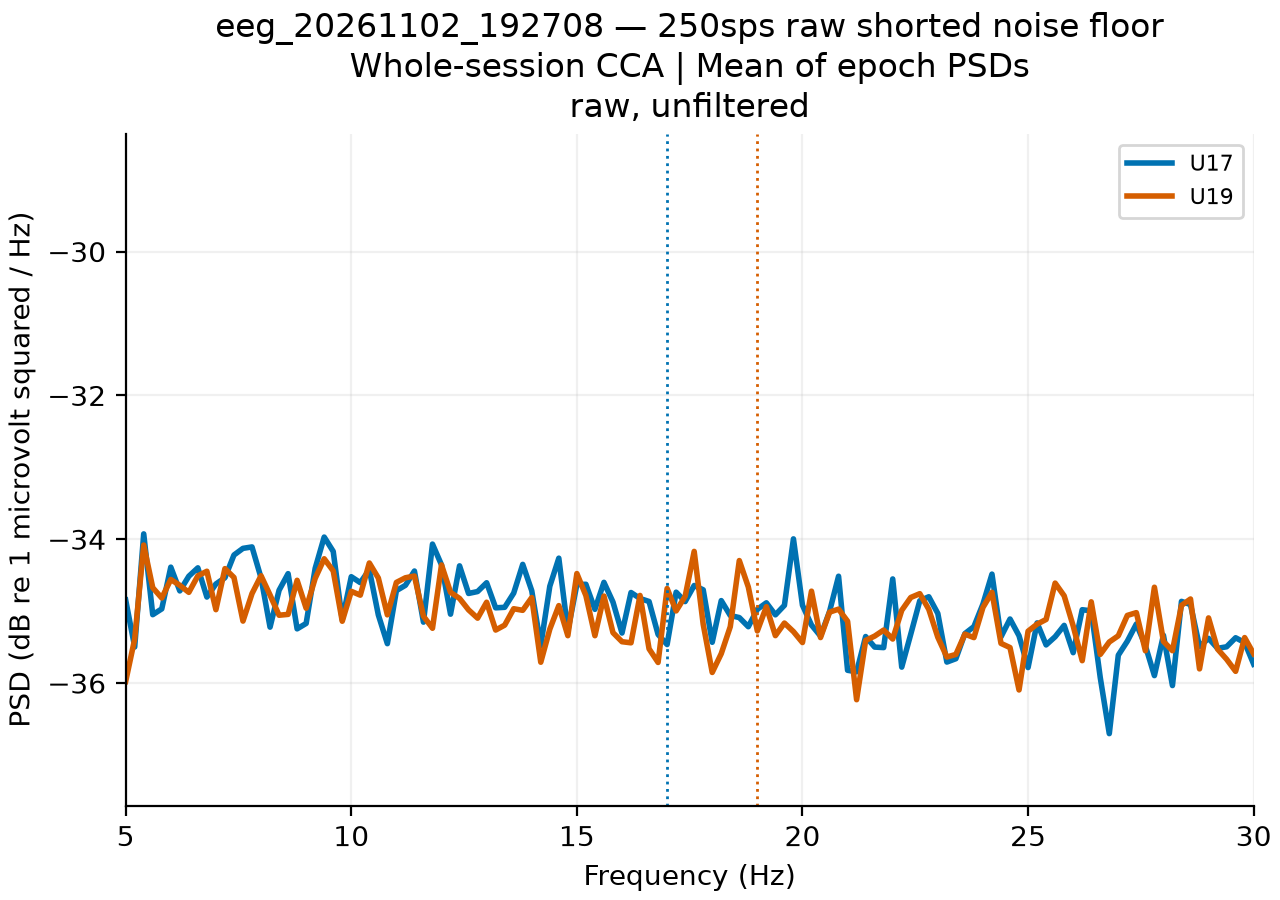 eeg_20261102_192708 — 250sps raw shorted noise floor
Whole-session CCA | Mean of epoch PSDs
raw, unfiltered
U17
U19
PSD (dB re 1 microvolt squared / Hz)
−30
−32
−34
−36
5
10
15
20
25
30
Frequency (Hz)